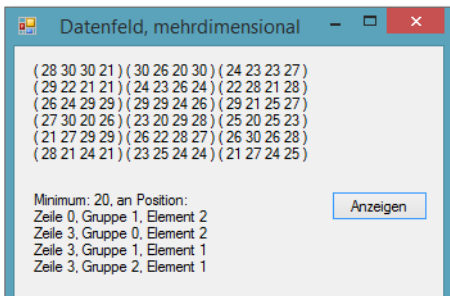 Datenfeld, mehrdimensional
( 28 30 30 21 ) ( 30 26 20 30 ) ( 24 23 23 27 )
( 29 22 21 21 ) ( 24 23 26 24 ) ( 22 28 21 28 )
( 26 24 29 29 ) ( 29 29 24 26 ) ( 29 21 25 27 )
( 27 30 20 26 ) ( 23 20 29 28 ) ( 25 20 25 23 )
( 21 27 29 29 ) ( 26 22 28 27 ) ( 26 30 26 28 )
( 28 21 24 21 ) ( 23 25 24 24 ) ( 21 27 24 25 )
Minimum: 20, an Position:
Zeile 0, Gruppe 1, Element 2
Zeile 3, Gruppe 0, Element 2
Zeile 3, Gruppe 1, Element 1
Zeile 3, Gruppe 2, Element 1
Anzeigen